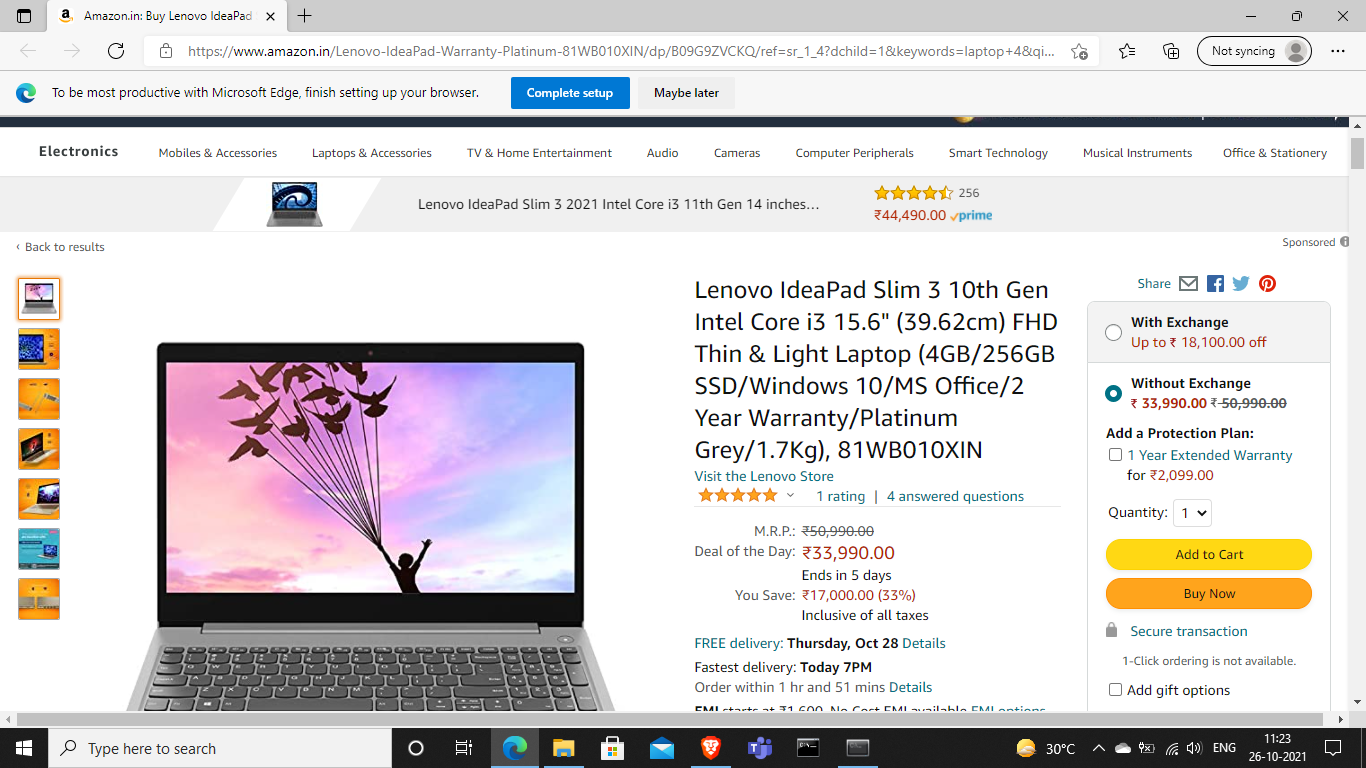 Amazon.in: Buy Lenovo IdeaPad
https://www.amazon.in/Lenovo-IdeaPad-Warranty-Platinum-81WB010XIN/dp/B09G9ZVCKQ/ref=sr_1_4?dchild=1&keywords=laptop+4&qi...
Not syncing
To be most productive with Microsoft Edge, finish setting up your browser.
Complete setup
Maybe later
Electronics
Mobiles & Accessories
Laptops & Accessories
TV & Home Entertainment
Audio
Cameras
Computer Peripherals
Smart Technology
Musical Instruments
Office & Stationery
Lenovo IdeaPad Slim 3 2021 Intel Core i3 11th Gen 14 inches…
256
₹44,490.00 prime
‹ Back to results
Sponsored
Lenovo IdeaPad Slim 3 10th Gen
Intel Core i3 15.6" (39.62cm) FHD
Thin & Light Laptop (4GB/256GB
SSD/Windows 10/MS Office/2
Year Warranty/Platinum
Grey/1.7Kg), 81WB010XIN
Visit the Lenovo Store
1 rating | 4 answered questions
M.R.P.: ₹50,990.00
Deal of the Day: ₹33,990.00
Ends in 5 days
You Save: ₹17,000.00 (33%)
Inclusive of all taxes
FREE delivery: Thursday, Oct 28 Details
Fastest delivery: Today 7PM
Order within 1 hr and 51 mins Details
EMI starts at ₹1,600. No Cost EMI available EMI options
Share
With Exchange
Up to ₹ 18,100.00 off
Without Exchange
₹ 33,990.00 ₹ 50,990.00
Add a Protection Plan:
1 Year Extended Warranty
for ₹2,099.00
Quantity: 1
Add to Cart
Buy Now
Secure transaction
1-Click ordering is not available.
Add gift options
Type here to search
30°C
ENG
11:23
26-10-2021